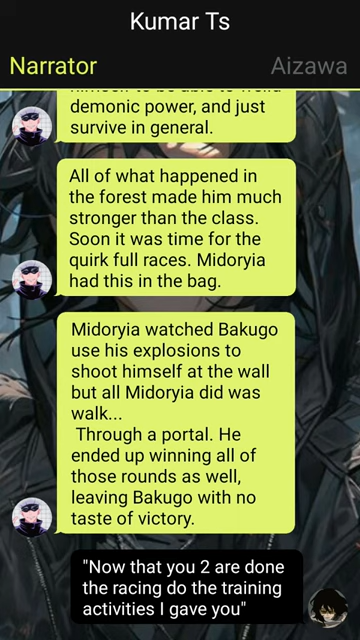 Kumar Ts
Narrator
Aizawa
demonic power, and just
survive in general.
All of what happened in
the forest made him much
stronger than the class.
Soon it was time for the
quirk full races. Midoryia
had this in the bag.
Midoryia watched Bakugo
use his explosions to
shoot himself at the wall
but all Midoryia did was
walk...
Through a portal. He
ended up winning all of
those rounds as well,
leaving Bakugo with no
taste of victory.
"Now that you 2 are done
the racing do the training
activities I gave you"